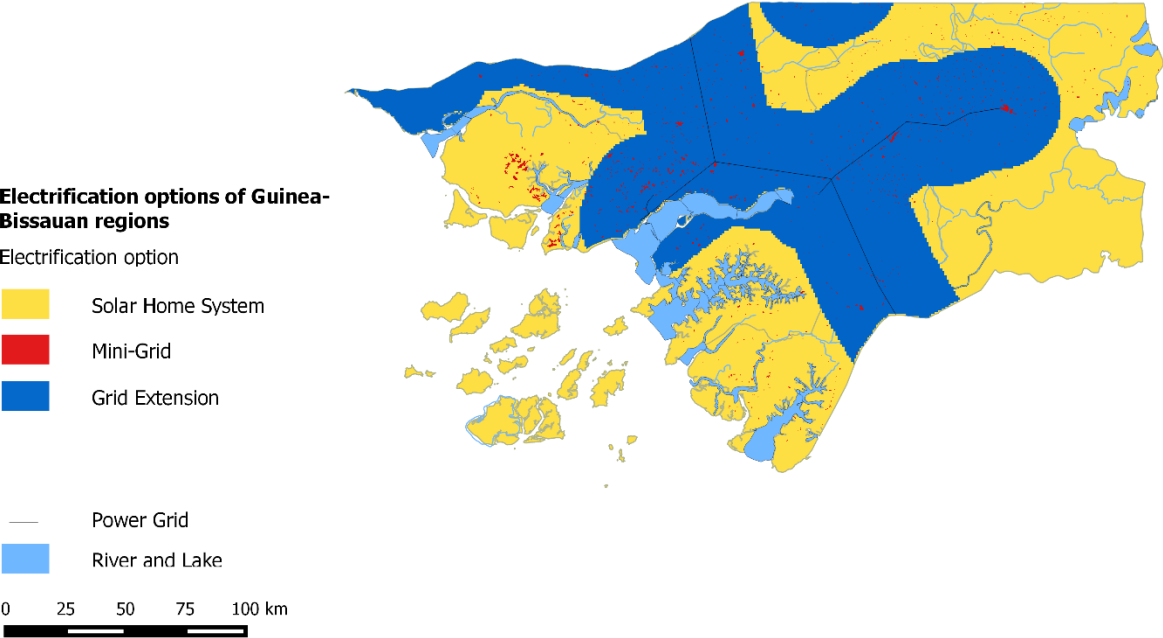 Electrification options of Guinea-
Bissauan regions
Electrification option
Solar Home System
Mini-Grid
Grid Extension
Power Grid
River and Lake
0 25 50 75 100 km